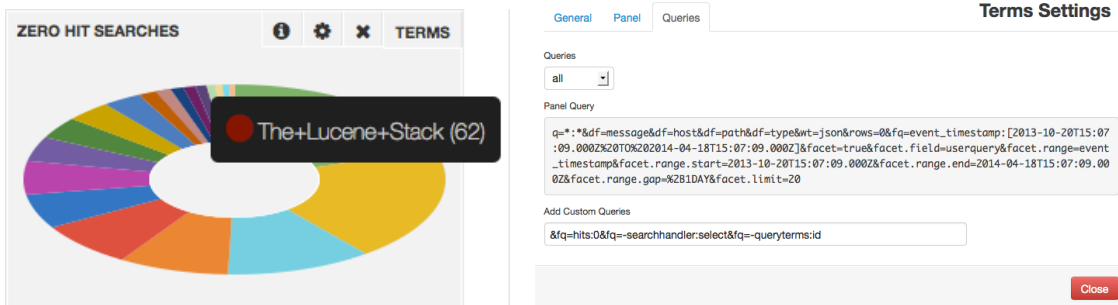 ZERO HIT SEARCHES
TERMS
The+Lucene+Stack (62)
General Panel Queries
Terms Settings
Queries
all
Panel Query
q=*:*&df=message&df=host&df=path&df=type&wt=json&rows=0&fq=event_timestamp:[2013-10-20T15:07
:09.000Z%20TO%202014-04-18T15:07:09.000Z]&facet=true&facet.field=userquery&facet.range=event
_timestamp&facet.range.start=2013-10-20T15:07:09.000Z&facet.range.end=2014-04-18T15:07:09.00
0Z&facet.range.gap=%2B1DAY&facet.limit=20
Add Custom Queries
&fq=hits:0&fq=-searchhandler:select&fq=-queryterms:id
Close